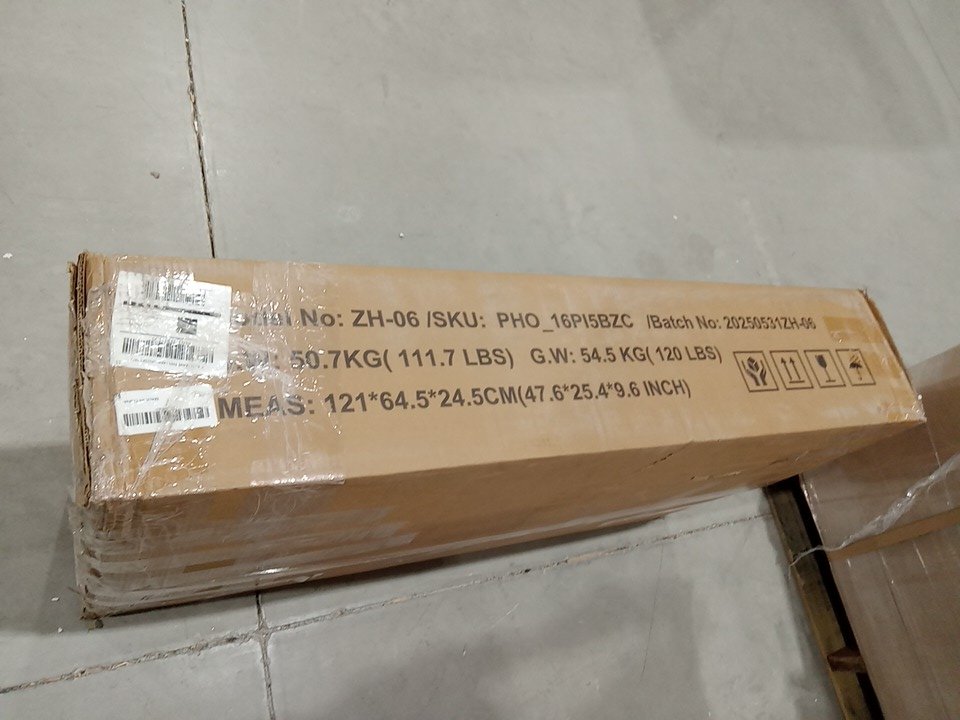 No: ZH-06 /SKU: PHO_16PI5BZC /Batch No: 20250531ZH-06
50.7KG( 111.7 LBS) G.W: 54.5 KG( 120 LBS)
MEAS: 121*64.5*24.5CM(47.6*25.4*9.6 INCH)